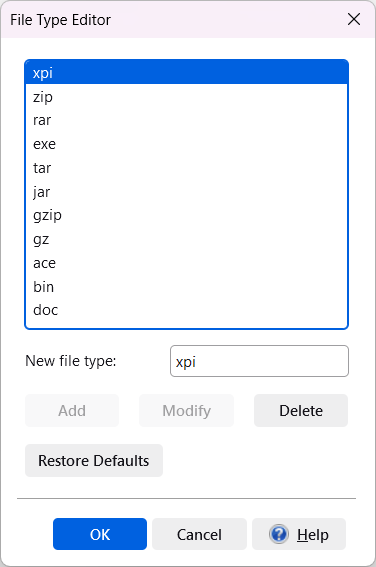 File Type Editor
xpi
zip
rar
exe
tar
jar
gzip
gz
ace
bin
doc
New file type: xpi
Add Modify Delete
Restore Defaults
OK Cancel ? Help